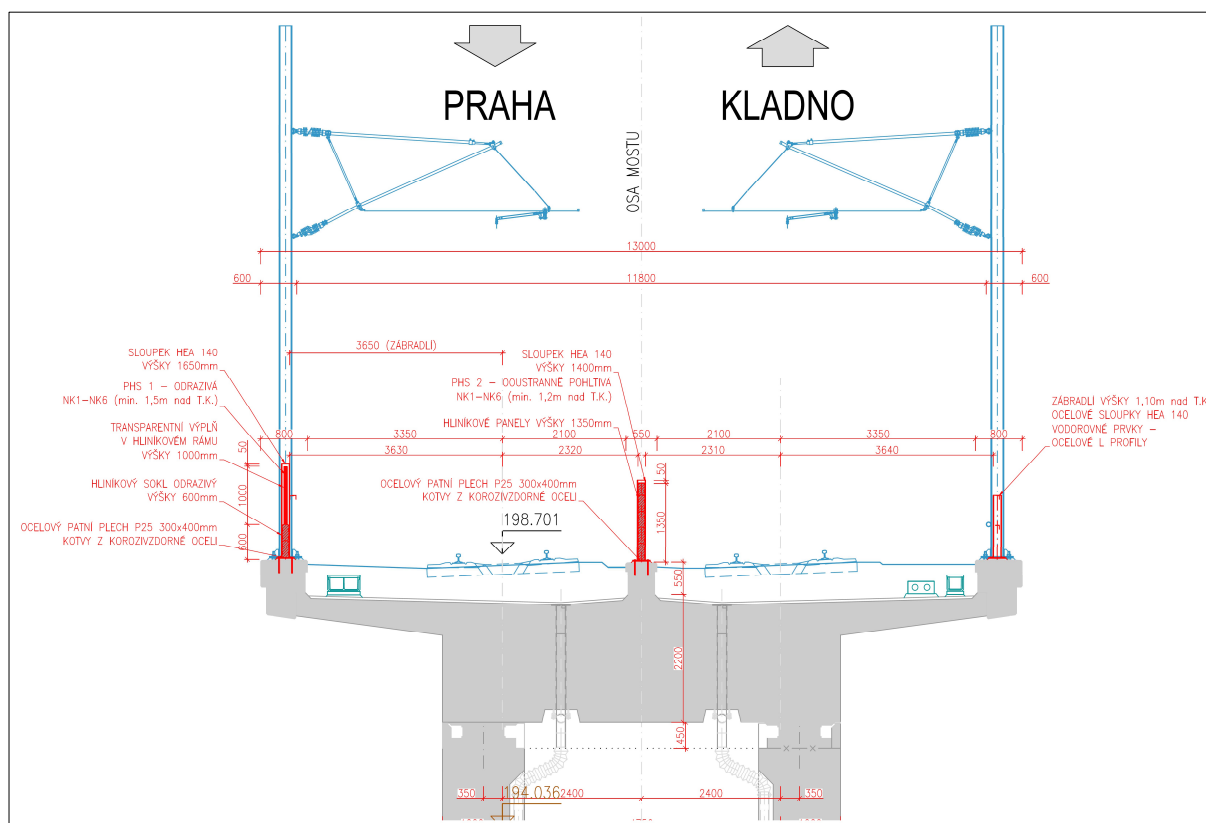 PRAHA
KLADNO
OSA MOSTU
13000
600
11800
600
3650 (ZÁBRADLÍ)
SLOUPEK HEA 140
VÝŠKY 1650mm
PHS 1 – ODRAZIVÁ
NK1–NK6 (min. 1,5m nad T.K.)
TRANSPARENTNÍ VÝPLŇ
V HLINÍKOVÉM RÁMU
VÝŠKY 1000mm
HLINÍKOVÝ SOKL ODRAZIVÝ
VÝŠKY 600mm
OCELOVÝ PATNÍ PLECH P25 300x400mm
KOTVY Z KOROZIVZDORNÉ OCELI
SLOUPEK HEA 140
VÝŠKY 1400mm
PHS 2 – OOUSTRANNĚ POHLTIVA
NK1–NK6 (min. 1,2m nad T.K.)
HLINÍKOVÉ PANELY VÝŠKY 1350mm
OCELOVÝ PATNÍ PLECH P25 300x400mm
KOTVY Z KOROZIVZDORNÉ OCELI
ZÁBRADLÍ VÝŠKY 1,10m nad T.K
OCELOVÉ SLOUPKY HEA 140
VODOROVNÉ PRVKY –
OCELOVÉ L PROFILY
800
3350
2100
550
2100
3350
800
3630
2320
2310
3640
50
1000
600
50
1350
198.701
550
2200
450
350
194.036
2400
2400
350